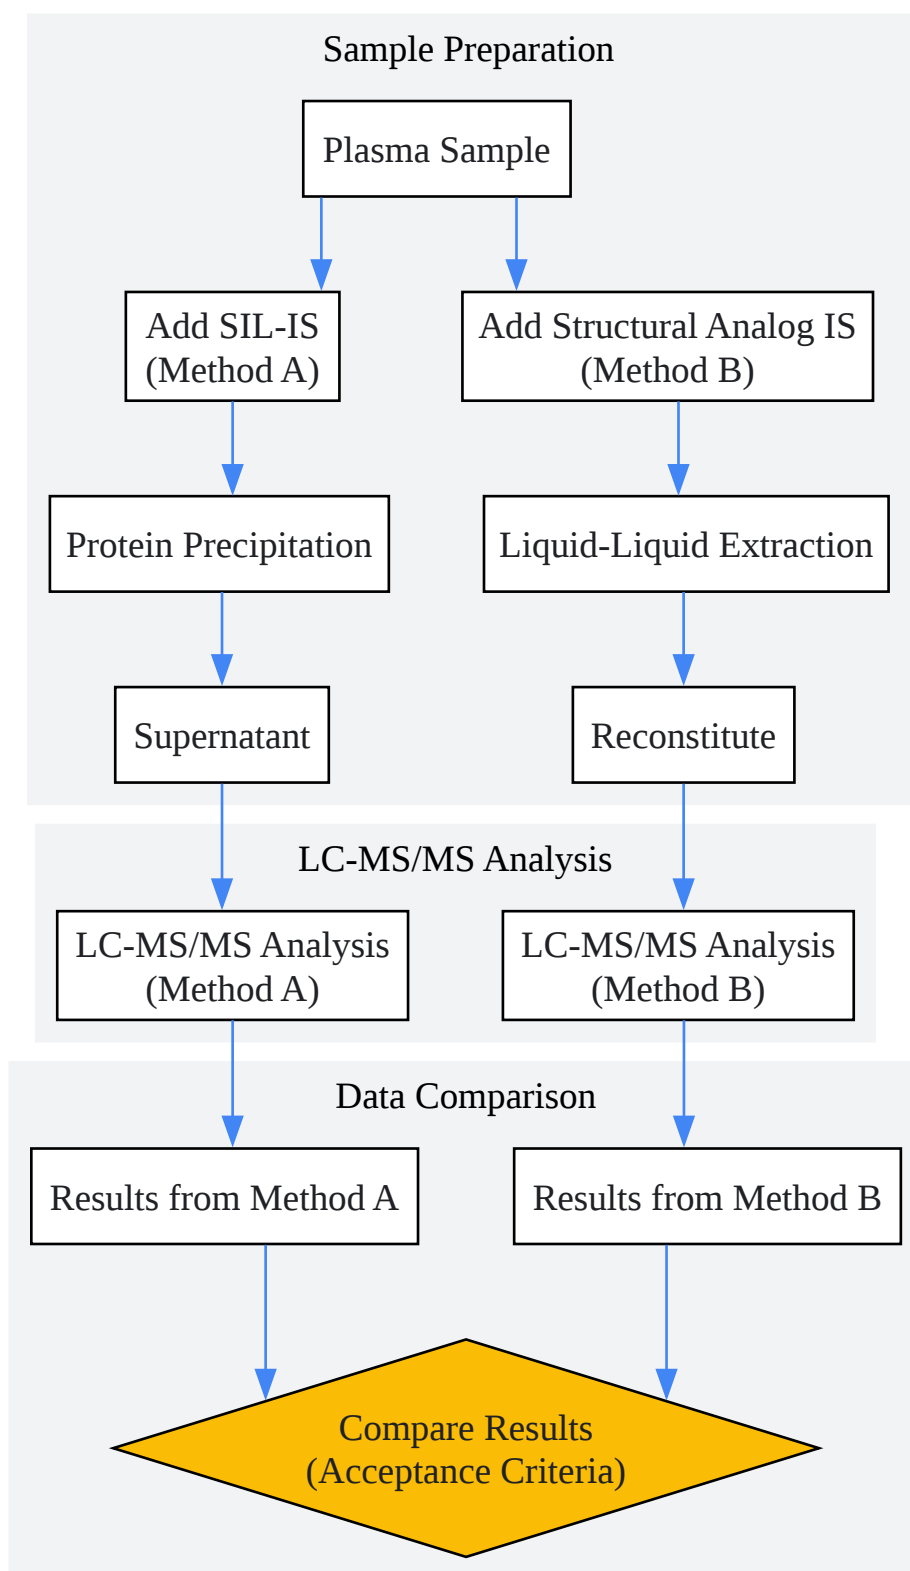 Sample Preparation
Plasma Sample
Add SIL-IS
(Method A)
Add Structural Analog IS
(Method B)
Protein Precipitation
Liquid-Liquid Extraction
Supernatant
Reconstitute
LC-MS/MS Analysis
LC-MS/MS Analysis
(Method A)
LC-MS/MS Analysis
(Method B)
Data Comparison
Results from Method A
Results from Method B
Compare Results
(Acceptance Criteria)